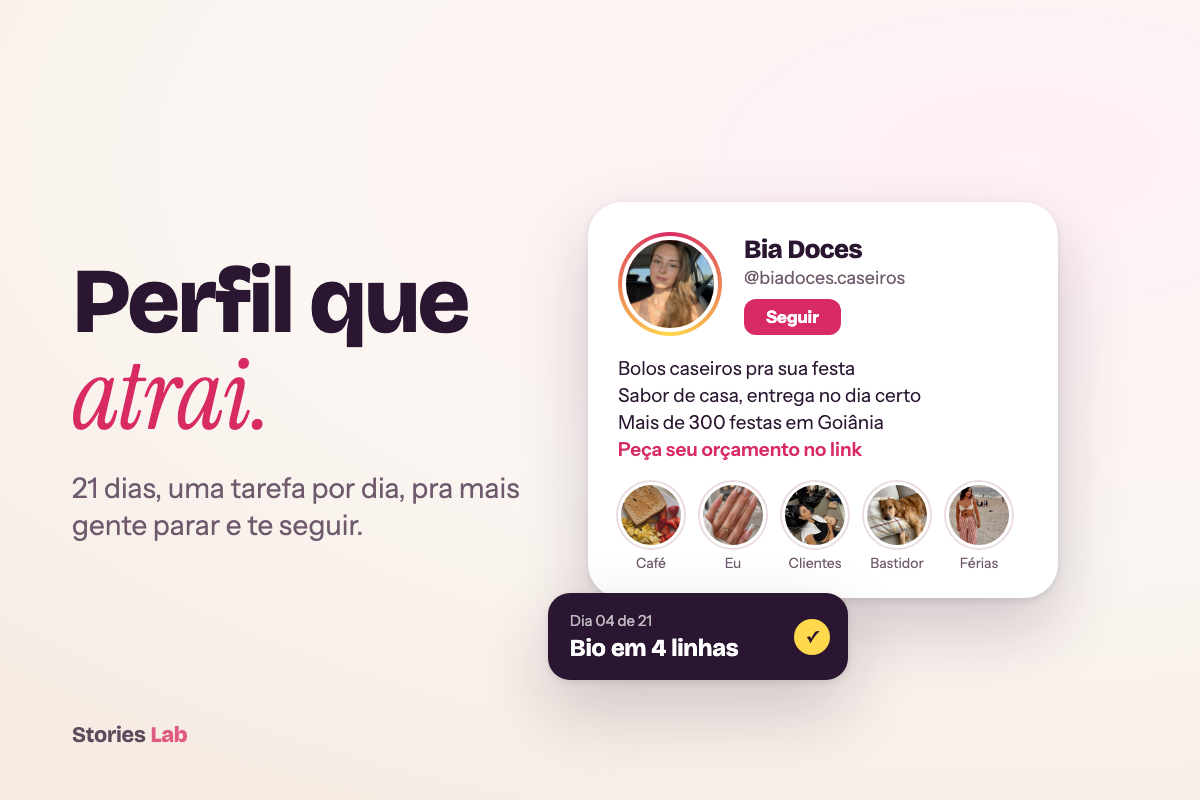 Perfil que
atrai.
21 dias, uma tarefa por dia, pra mais
gente parar e te seguir.
Stories Lab
Bia Doces
@biadoces.caseiros
Seguir
Bolos caseiros pra sua festa
Sabor de casa, entrega no dia certo
Mais de 300 festas em Goiânia
Peça seu orçamento no link
Café
Eu
Clientes
Bastidor
Férias
Dia 04 de 21
Bio em 4 linhas
✓